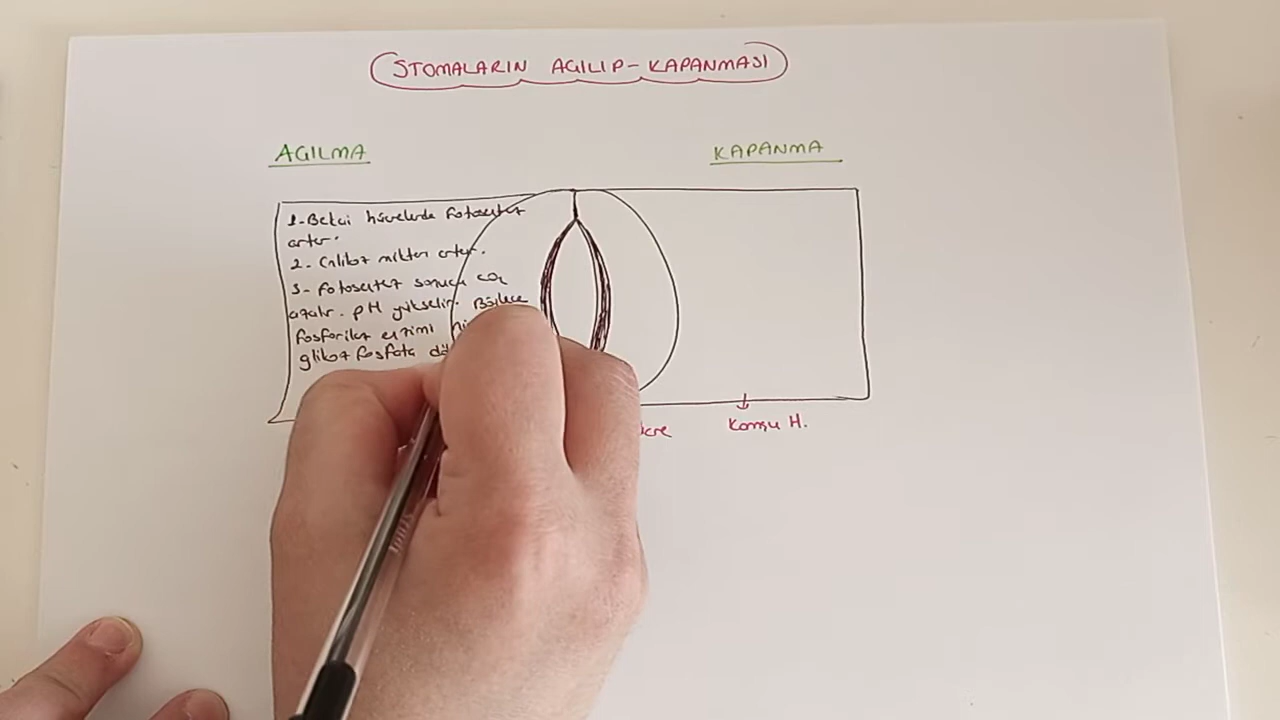 STOMALARIN AÇILIP-KAPANMASI
AÇILMA
KAPANMA
1-Bekçi hücrelerde fotosentez
artar.
2- Glikoz miktarı artar.
3- Fotosentez sonucu CO2
azalır. pH yükselir. Böylece
fosforilaz enzimi
glikoz fosfata
Komşu H.